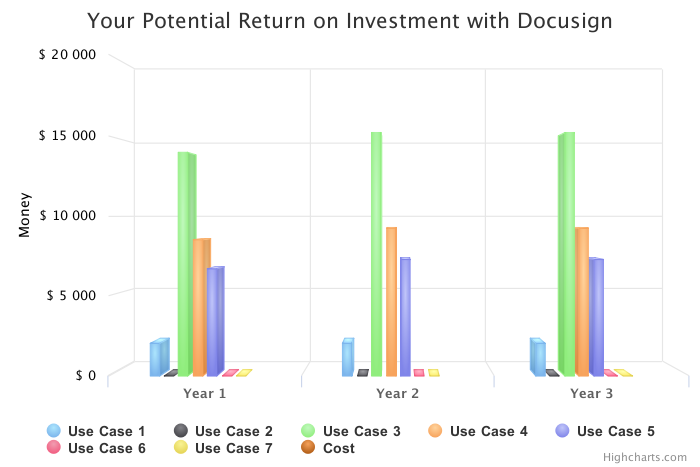 Your Potential Return on Investment with Docusign
$ 20 000
$ 15 000
$ 10 000
$ 5 000
$ 0
Money
Year 1 Year 2 Year 3
Use Case 1 Use Case 2 Use Case 3 Use Case 4 Use Case 5
Use Case 6 Use Case 7 Cost
Highcharts.com